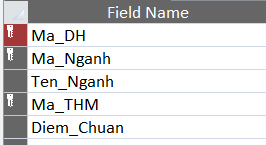 Field Name
Ma_DH
Ma_Nganh
Ten_Nganh
Ma_THM
Diem_Chuan